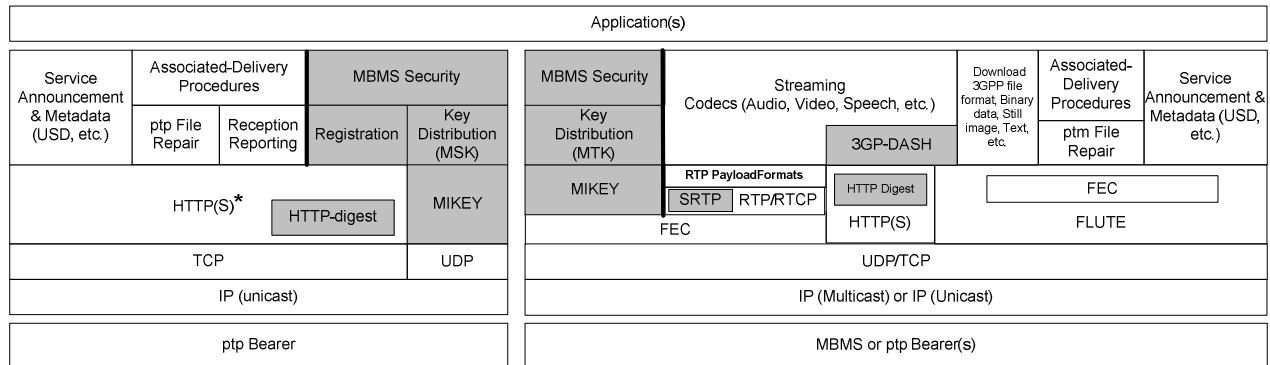 Application(s)
Service
Announcement
& Metadata
(USD, etc.)
Associated-Delivery
Procedures
ptp File
Repair
Reception
Reporting
MBMS Security
Registration
Key
Distribution
(MSK)
HTTP(S)*
HTTP-digest
MIKEY
TCP
UDP
IP (unicast)
ptp Bearer
MBMS Security
Key
Distribution
(MTK)
MIKEY
Streaming
Codecs (Audio, Video, Speech, etc.)
3GP-DASH
Download
3GPP file
format, Binary
data, Still
image, Text,
etc.
Associated-
Delivery
Procedures
ptm File
Repair
Service
Announcement &
Metadata (USD,
etc.)
RTP PayloadFormats
SRTP
RTP/RTCP
HTTP Digest
HTTP(S)
FEC
FEC
FLUTE
UDP/TCP
IP (Multicast) or IP (Unicast)
MBMS or ptp Bearer(s)